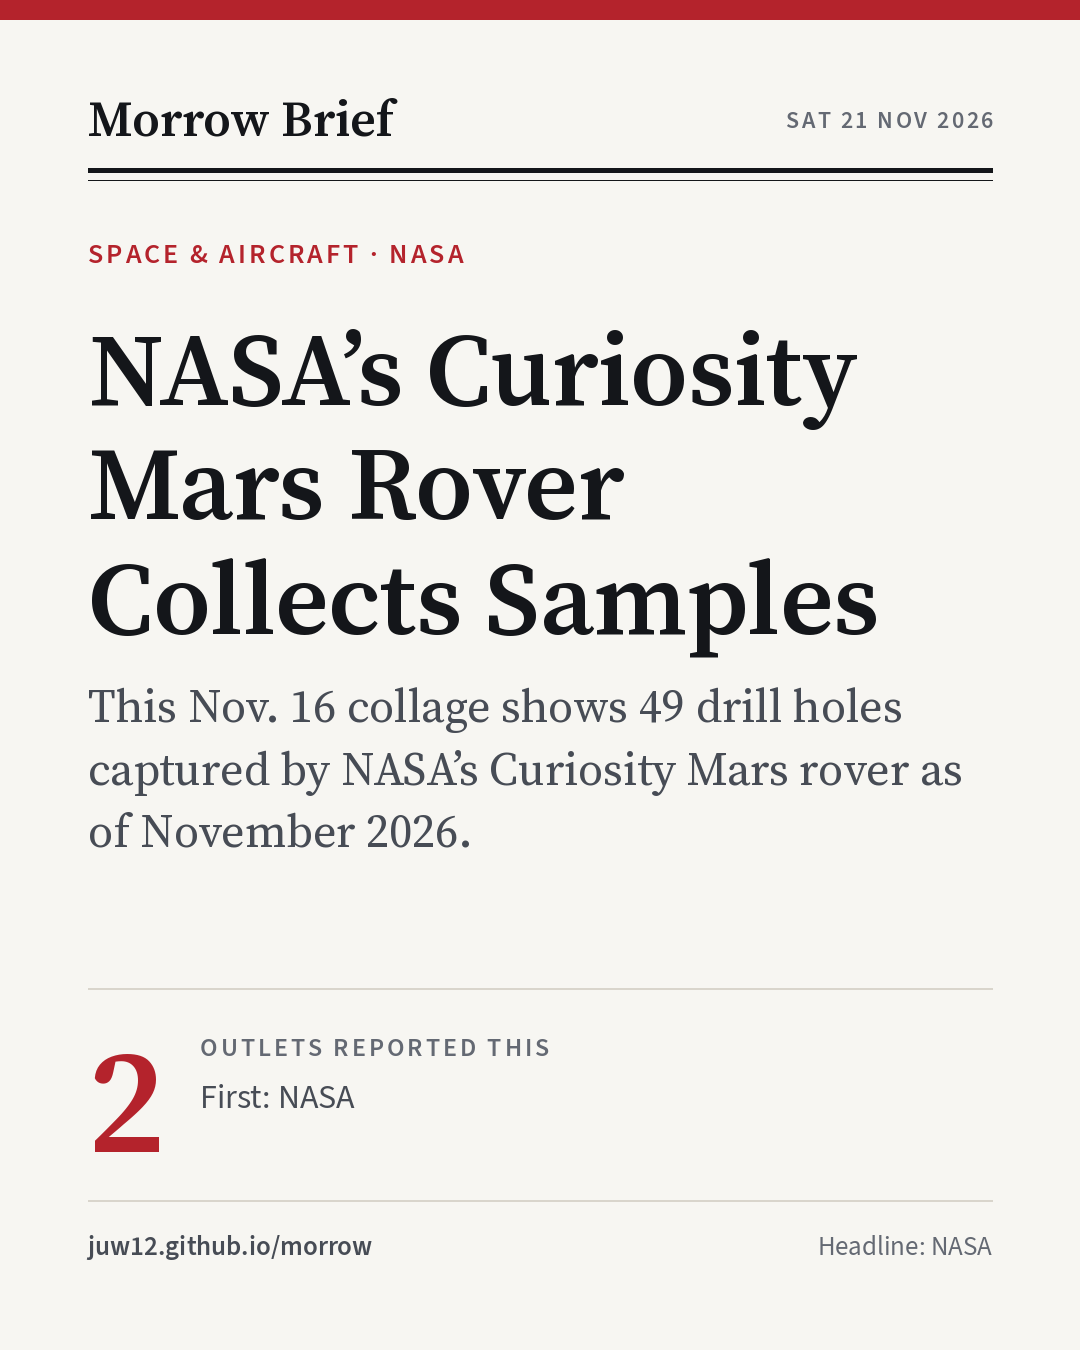 Morrow Brief
SAT 21 NOV 2026
SPACE & AIRCRAFT · NASA
NASA’s Curiosity
Mars Rover
Collects Samples
This Nov. 16 collage shows 49 drill holes
captured by NASA’s Curiosity Mars rover as
of November 2026.
2
OUTLETS REPORTED THIS
First: NASA
juw12.github.io/morrow
Headline: NASA